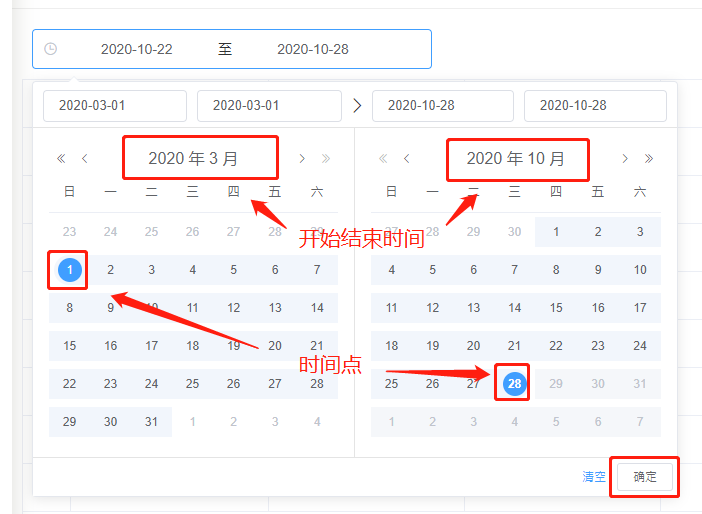 2020-10-22 至 2020-10-28
2020-03-01 2020-03-01 2020-10-28 2020-10-28
2020 年 3 月
日 一 二 三 四 五 六
23 24 25 26 27 28 29
1 2 3 4 5 6 7
8 9 10 11 12 13 14
15 16 17 18 19 20 21
22 23 24 25 26 27 28
29 30 31 1 2 3 4
2020 年 10 月
日 一 二 三 四 五 六
27 28 29 30 1 2 3
4 5 6 7 8 9 10
11 12 13 14 15 16 17
18 19 20 21 22 23 24
25 26 27 28 29 30 31
1 2 3 4 5 6 7
开始结束时间
时间点
清空 确定